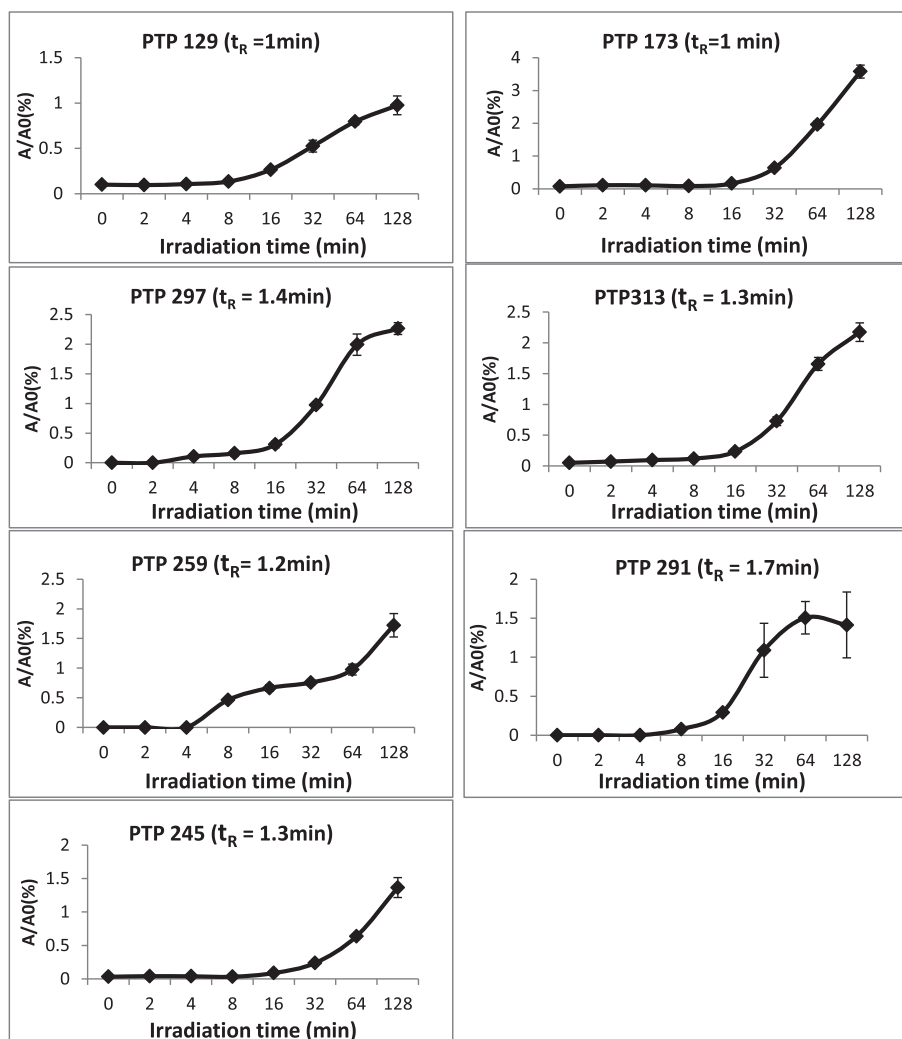 PTP 129 (tR =1min)
A/A0(%)
1.5
1
0.5
0
0 2 4 8 16 32 64 128
Irradiation time (min)
PTP 173 (tR=1 min)
A/A0(%)
4
3
2
1
0
0 2 4 8 16 32 64 128
Irradiation time (min)
PTP 297 (tR = 1.4min)
A/A0(%)
2.5
2
1.5
1
0.5
0
0 2 4 8 16 32 64 128
Irradiation time (min)
PTP313 (tR = 1.3min)
A/A0(%)
2.5
2
1.5
1
0.5
0
0 2 4 8 16 32 64 128
Irradiation time (min)
PTP 259 (tR= 1.2min)
A/A0(%)
2.5
2
1.5
1
0.5
0
0 2 4 8 16 32 64 128
Irradiation time (min)
PTP 291 (tR = 1.7min)
A/A0(%)
2
1.5
1
0.5
0
0 2 4 8 16 32 64 128
Irradiation time (min)
PTP 245 (tR = 1.3min)
A/A0(%)
2
1.5
1
0.5
0
0 2 4 8 16 32 64 128
Irradiation time (min)